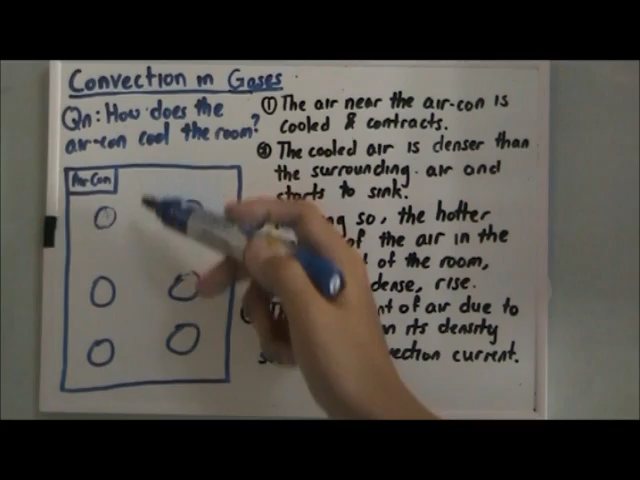 Convection in Gases
Qn: How does the
air-con cool the room?
Air Con
① The air near the air-con is
cooled & contracts.
② The cooled air is denser than
the surrounding air and
starts to sink.
so, the hotter
of the air in the
of the room,
dense, rise.
of air due to
its density
current.